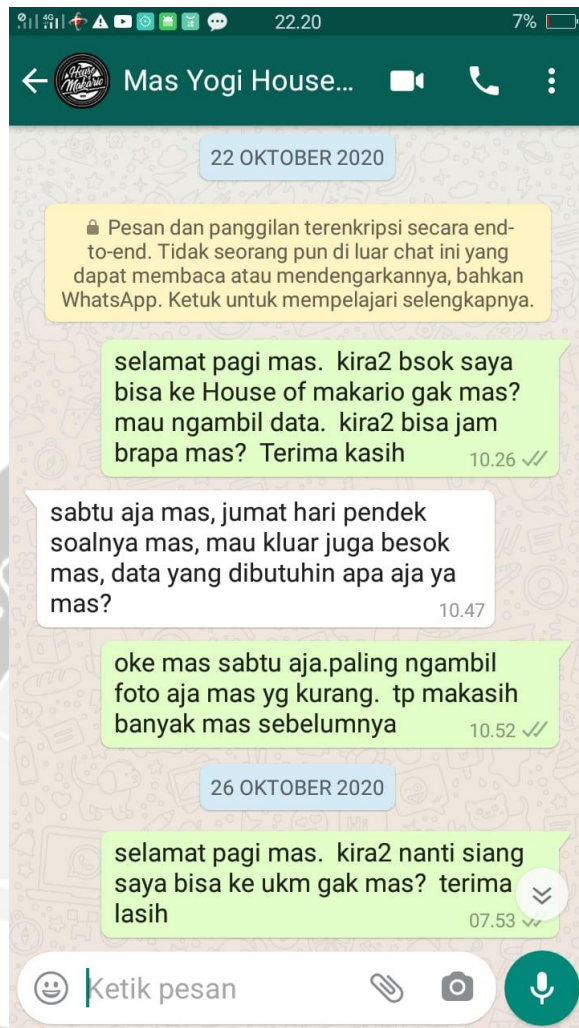 22.20
7%
House of Makario
Mas Yogi House...
22 OKTOBER 2020
Pesan dan panggilan terenkripsi secara end-
to-end. Tidak seorang pun di luar chat ini yang
dapat membaca atau mendengarkannya, bahkan
WhatsApp. Ketuk untuk mempelajari selengkapnya.
selamat pagi mas.  kira2 bsok saya
bisa ke House of makario gak mas?
mau ngambil data.  kira2 bisa jam
brapa mas?  Terima kasih
10.26
sabtu aja mas, jumat hari pendek
soalnya mas, mau kluar juga besok
mas, data yang dibutuhin apa aja ya
mas?
10.47
oke mas sabtu aja.paling ngambil
foto aja mas yg kurang.  tp makasih
banyak mas sebelumnya
10.52
26 OKTOBER 2020
selamat pagi mas.  kira2 nanti siang
saya bisa ke ukm gak mas?  terima
lasih
07.53
Ketik pesan